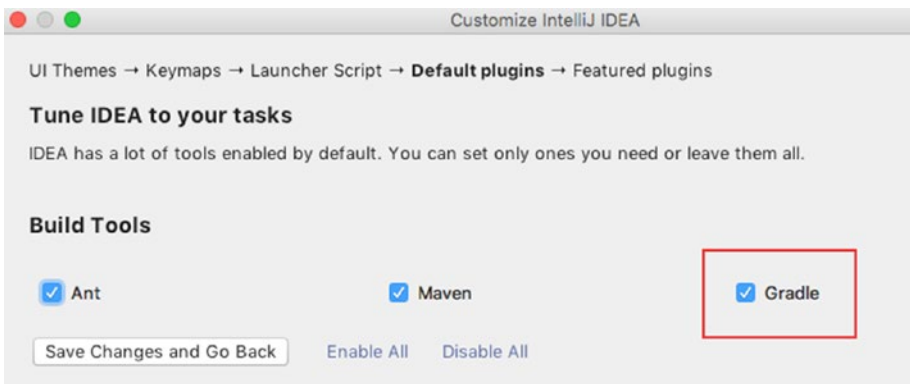 Customize IntelliJ IDEA
UI Themes → Keymaps → Launcher Script → Default plugins → Featured plugins
Tune IDEA to your tasks
IDEA has a lot of tools enabled by default. You can set only ones you need or leave them all.
Build Tools
Ant Maven Gradle
Save Changes and Go Back Enable All Disable All